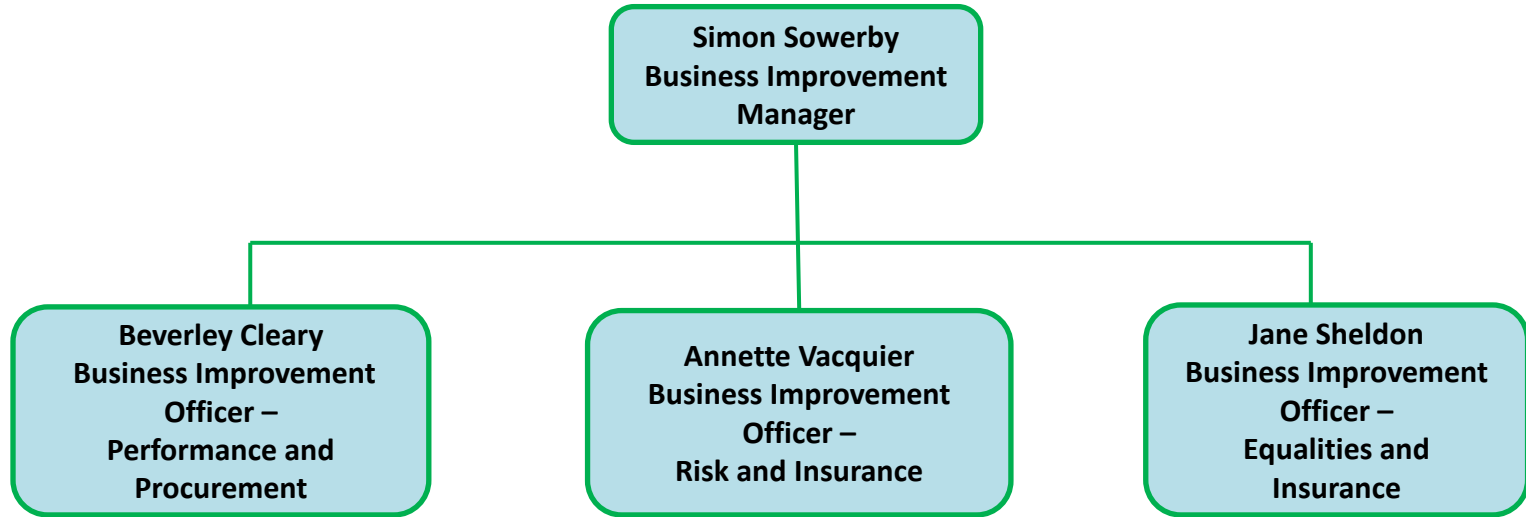 Simon Sowerby
Business Improvement
Manager
Beverley Cleary
Business Improvement
Officer –
Performance and
Procurement
Annette Vacquier
Business Improvement
Officer –
Risk and Insurance
Jane Sheldon
Business Improvement
Officer –
Equalities and
Insurance